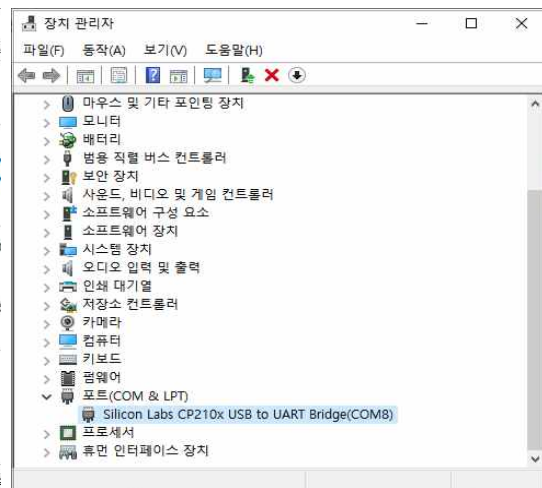 장치 관리자
파일(F) 동작(A) 보기(V) 도움말(H)
마우스 및 기타 포인팅 장치
모니터
배터리
범용 직렬 버스 컨트롤러
보안 장치
사운드, 비디오 및 게임 컨트롤러
소프트웨어 구성 요소
소프트웨어 장치
시스템 장치
오디오 입력 및 출력
인쇄 대기열
저장소 컨트롤러
카메라
컴퓨터
키보드
펌웨어
포트(COM & LPT)
Silicon Labs CP210x USB to UART Bridge(COM8)
프로세서
휴먼 인터페이스 장치